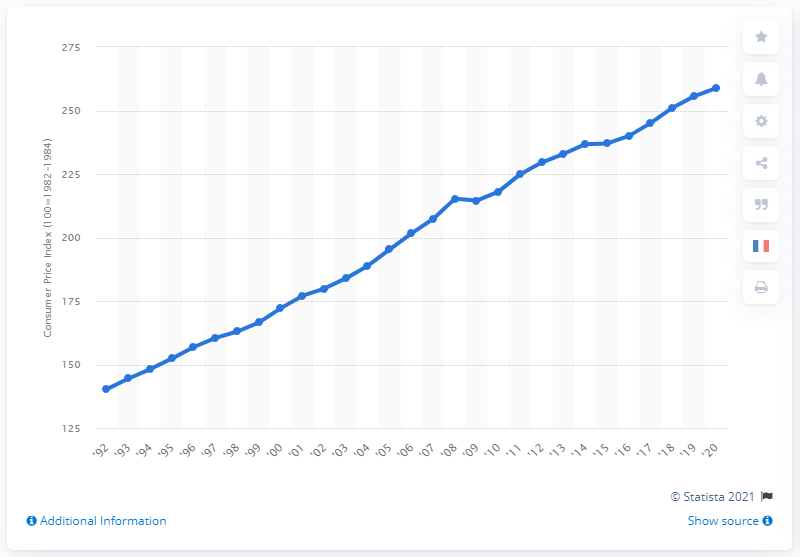 275
250
225
200
175
150
125
Consumer Price Index (100=1982-1984)
'92 '93 '94 '95 '96 '97 '98 '99 '00 '01 '02 '03 '04 '05 '06 '07 '08 '09 '10 '11 '12 '13 '14 '15 '16 '17 '18 '19 '20
© Statista 2021
Additional Information
Show source